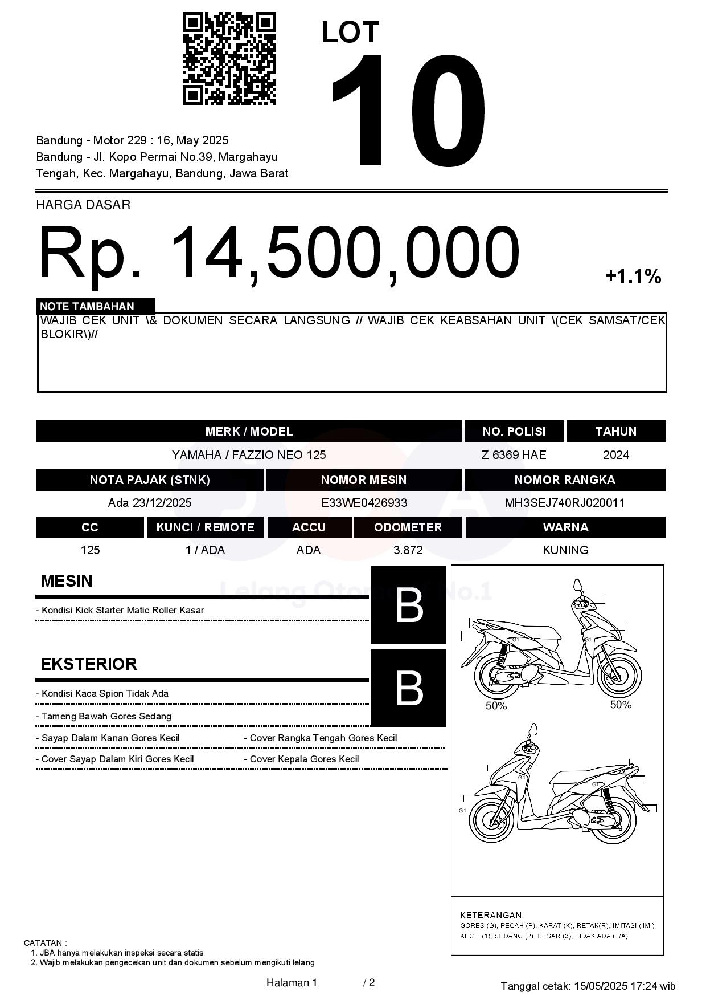 LOT
10
Bandung - Motor 229 : 16, May 2025
Bandung - Jl. Kopo Permai No.39, Margahayu
Tengah, Kec. Margahayu, Bandung, Jawa Barat
HARGA DASAR
Rp. 14,500,000
+1.1%
NOTE TAMBAHAN
WAJIB CEK UNIT \& DOKUMEN SECARA LANGSUNG // WAJIB CEK KEABSAHAN UNIT \(CEK SAMSAT/CEK
BLOKIR\)//
MERK / MODEL NO. POLISI TAHUN
YAMAHA / FAZZIO NEO 125 Z 6369 HAE 2024
NOTA PAJAK (STNK) NOMOR MESIN NOMOR RANGKA
Ada 23/12/2025 E33WE0426933 MH3SEJ740RJ020011
CC KUNCI / REMOTE ACCU ODOMETER WARNA
125 1 / ADA ADA 3.872 KUNING
JBA
Lelang Otomotif No.1
MESIN
B
- Kondisi Kick Starter Matic Roller Kasar
EKSTERIOR
B
- Kondisi Kaca Spion Tidak Ada
- Tameng Bawah Gores Sedang
- Sayap Dalam Kanan Gores Kecil - Cover Rangka Tengah Gores Kecil
- Cover Sayap Dalam Kiri Gores Kecil - Cover Kepala Gores Kecil
G1 G1
50% 50%
G1
G1
G1
KETERANGAN
GORES (G), PECAH (P), KARAT (K), RETAK(R), IMITASI ( IM )
KECIL (1), SEDANG (2), BESAR (3), TIDAK ADA (T/A)
CATATAN :
1. JBA hanya melakukan inspeksi secara statis
2. Wajib melakukan pengecekan unit dan dokumen sebelum mengikuti lelang
Halaman 1 / 2
Tanggal cetak: 15/05/2025 17:24 wib